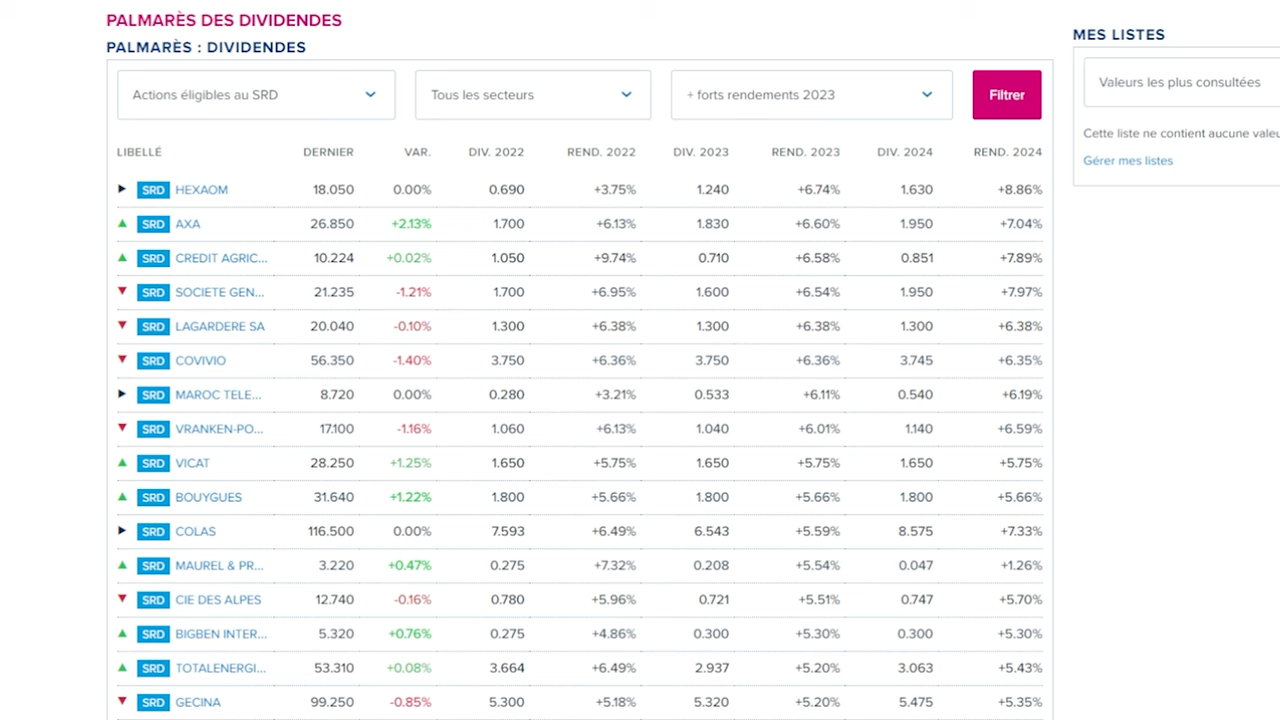 PALMARÈS DES DIVIDENDES
PALMARÈS : DIVIDENDES
Actions éligibles au SRD Tous les secteurs + forts rendements 2023 Filtrer
LIBELLÉ DERNIER VAR. DIV. 2022 REND. 2022 DIV. 2023 REND. 2023 DIV. 2024 REND. 2024
SRD HEXAOM 18.050 0.00% 0.690 +3.75% 1.240 +6.74% 1.630 +8.86%
SRD AXA 26.850 +2.13% 1.700 +6.13% 1.830 +6.60% 1.950 +7.04%
SRD CREDIT AGRIC... 10.224 +0.02% 1.050 +9.74% 0.710 +6.58% 0.851 +7.89%
SRD SOCIETE GEN... 21.235 -1.21% 1.700 +6.95% 1.600 +6.54% 1.950 +7.97%
SRD LAGARDERE SA 20.040 -0.10% 1.300 +6.38% 1.300 +6.38% 1.300 +6.38%
SRD COVIVIO 56.350 -1.40% 3.750 +6.36% 3.750 +6.36% 3.745 +6.35%
SRD MAROC TELE... 8.720 0.00% 0.280 +3.21% 0.533 +6.11% 0.540 +6.19%
SRD VRANKEN-PO... 17.100 -1.16% 1.060 +6.13% 1.040 +6.01% 1.140 +6.59%
SRD VICAT 28.250 +1.25% 1.650 +5.75% 1.650 +5.75% 1.650 +5.75%
SRD BOUYGUES 31.640 +1.22% 1.800 +5.66% 1.800 +5.66% 1.800 +5.66%
SRD COLAS 116.500 0.00% 7.593 +6.49% 6.543 +5.59% 8.575 +7.33%
SRD MAUREL & PR... 3.220 +0.47% 0.275 +7.32% 0.208 +5.54% 0.047 +1.26%
SRD CIE DES ALPES 12.740 -0.16% 0.780 +5.96% 0.721 +5.51% 0.747 +5.70%
SRD BIGBEN INTER... 5.320 +0.76% 0.275 +4.86% 0.300 +5.30% 0.300 +5.30%
SRD TOTALENERGI... 53.310 +0.08% 3.664 +6.49% 2.937 +5.20% 3.063 +5.43%
SRD GECINA 99.250 -0.85% 5.300 +5.18% 5.320 +5.20% 5.475 +5.35%
MES LISTES
Valeurs les plus consultées
Cette liste ne contient aucune valeu
Gérer mes listes